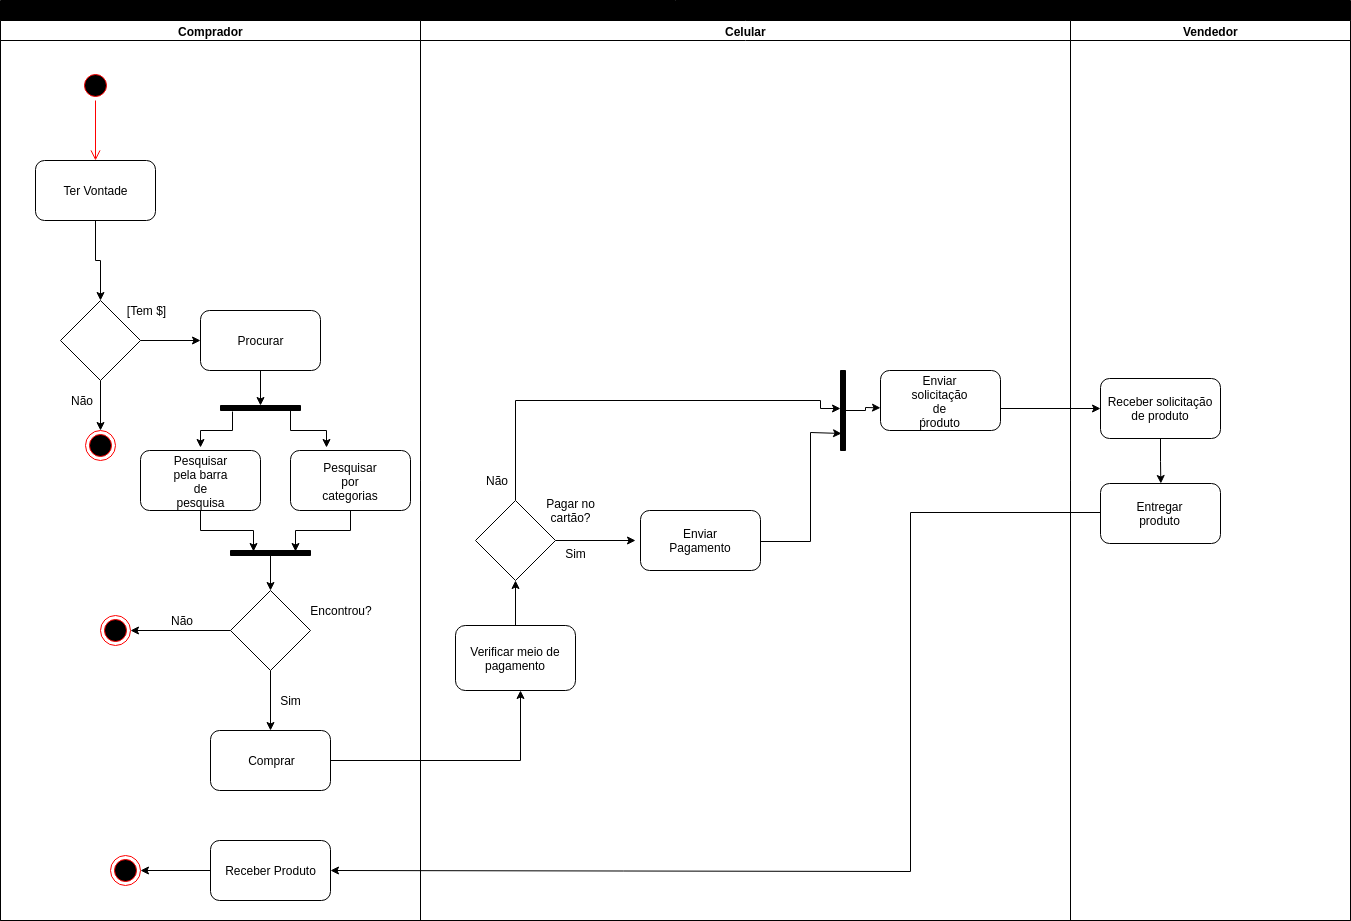 Comprador
Celular
Vendedor
Ter Vontade
[Tem $]
Procurar
Não
Pesquisar
pela barra
de
pesquisa
Pesquisar
por
categorias
Encontrou?
Não
Sim
Comprar
Receber Produto
Não
Pagar no
cartão?
Sim
Enviar
Pagamento
Verificar meio de
pagamento
Enviar
solicitação
de
produto
Receber solicitação
de produto
Entregar
produto